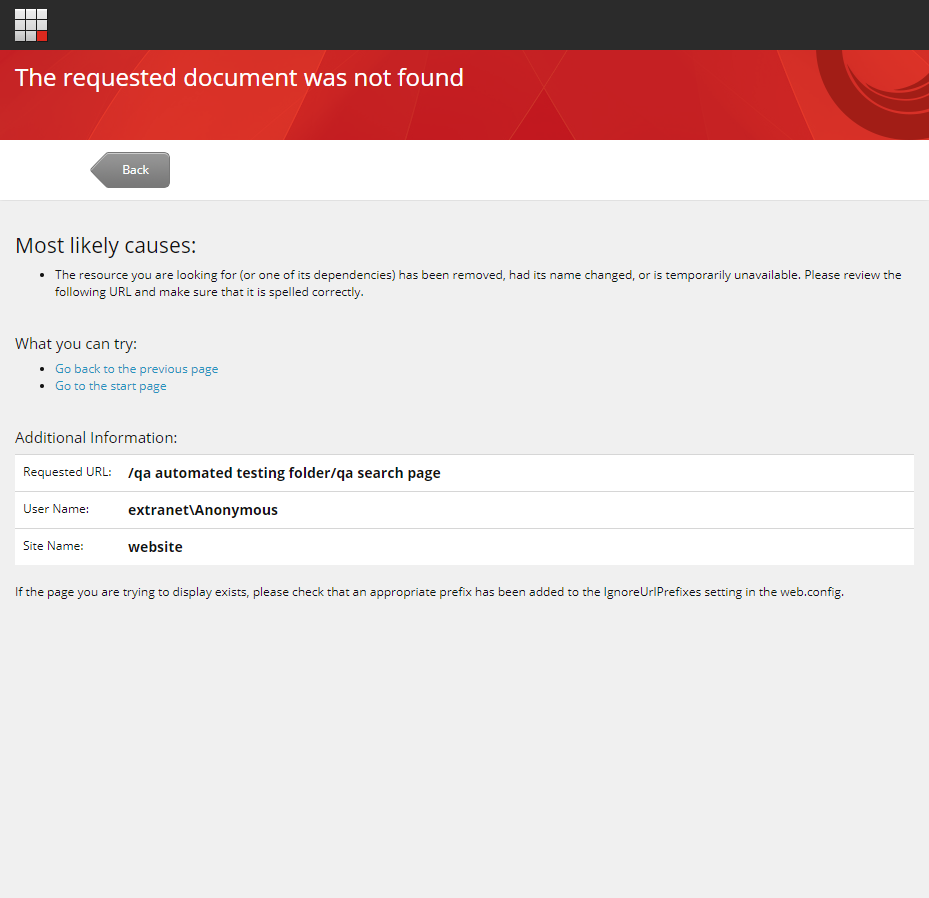 The requested document was not found
Back
Most likely causes:
The resource you are looking for (or one of its dependencies) has been removed, had its name changed, or is temporarily unavailable. Please review the
following URL and make sure that it is spelled correctly.
What you can try:
Go back to the previous page
Go to the start page
Additional Information:
Requested URL: /qa automated testing folder/qa search page
User Name: extranet\Anonymous
Site Name: website
If the page you are trying to display exists, please check that an appropriate prefix has been added to the IgnoreUrlPrefixes setting in the web.config.